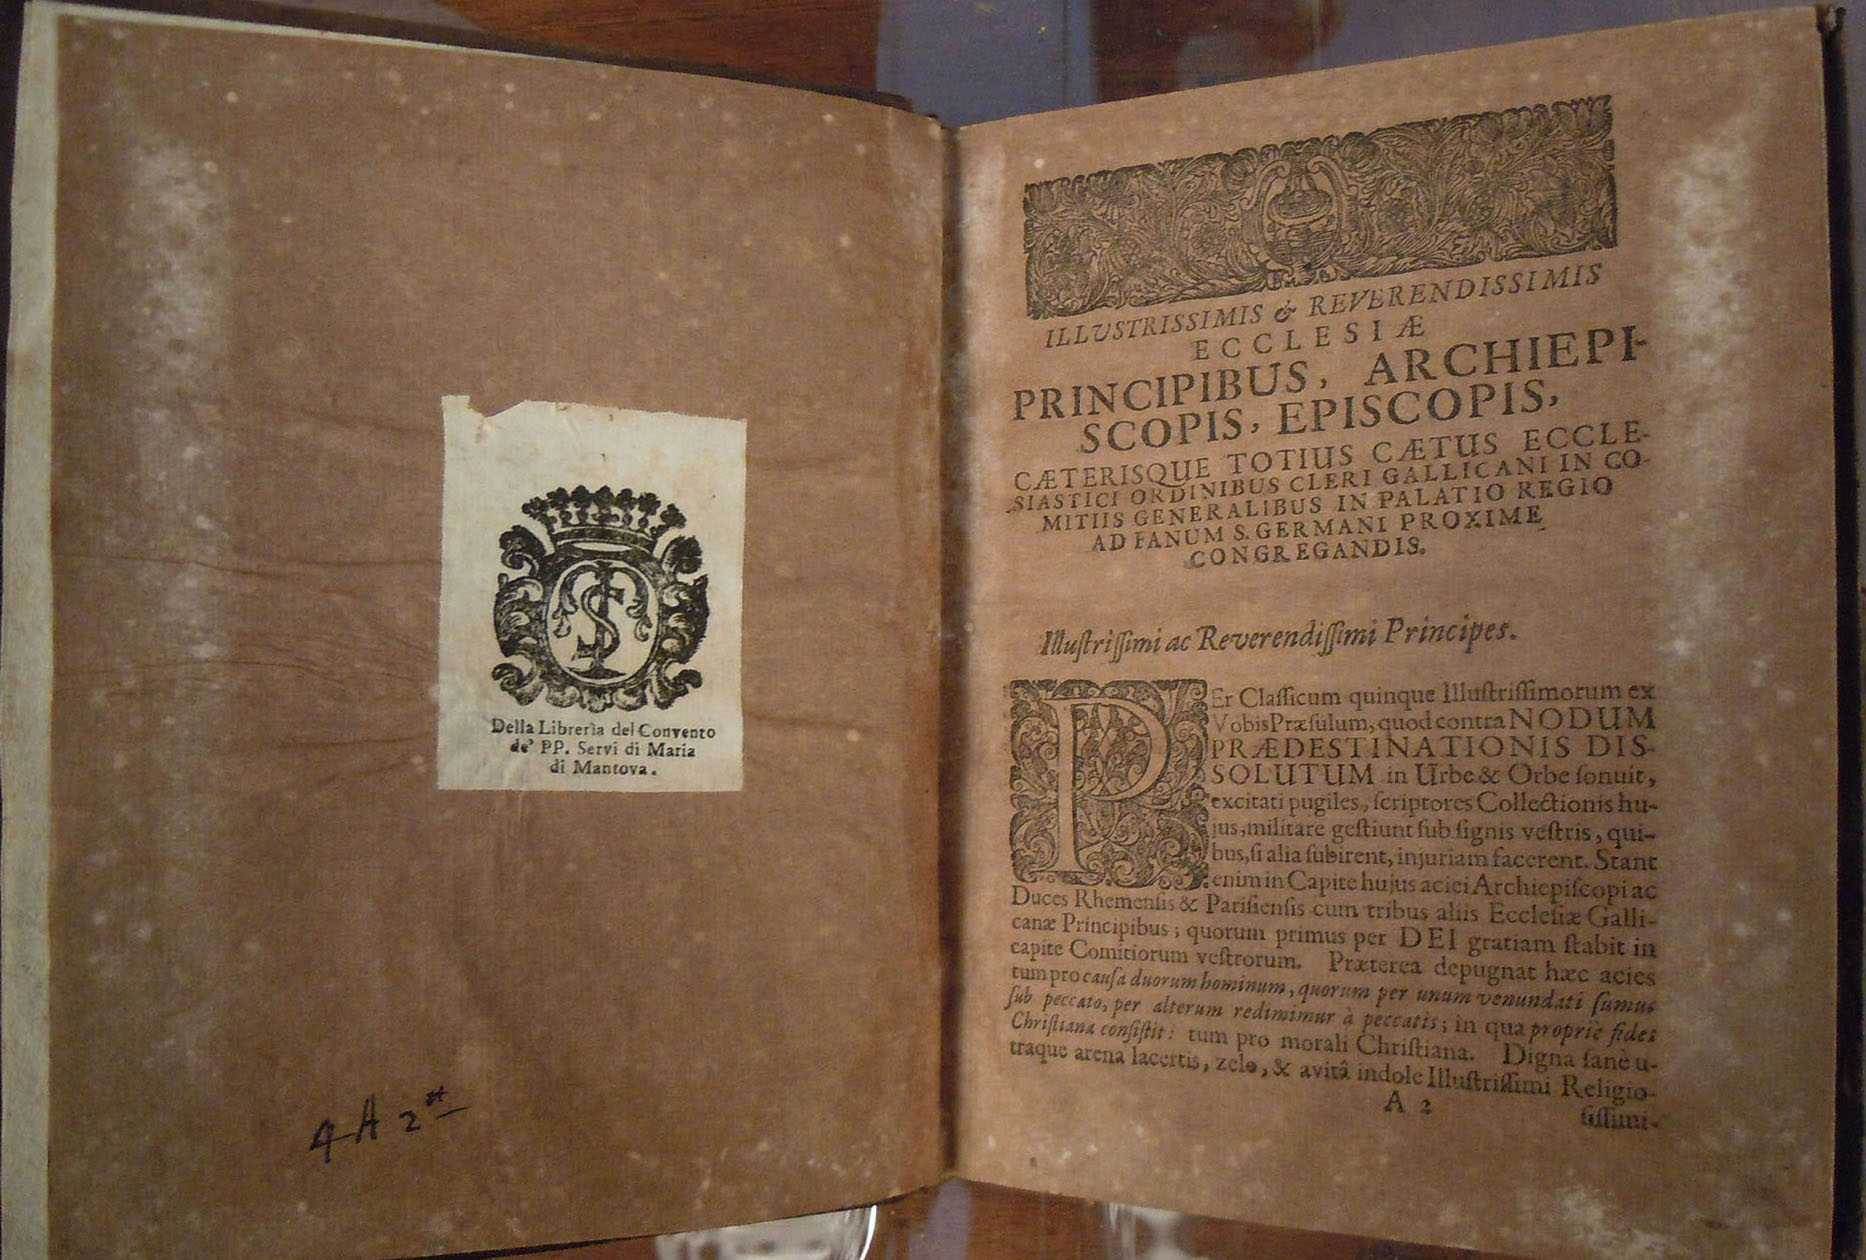 Della Libreria del Convento
de' PP. Servi di Maria
di Mantova.
4 A 2
ILLUSTRISSIMIS & REVERENDISSIMIS
ECCLESIÆ
PRINCIPIBUS, ARCHIEPI-
SCOPIS, EPISCOPIS,
CÆTERISQUE TOTIUS CÆTUS ECCLE-
SIASTICI ORDINIBUS CLERI GALLICANI IN CO-
MITIIS GENERALIBUS IN PALATIO REGIO
AD FANUM S. GERMANI PROXIME
CONGREGANDIS.
Illuſtriſſimi ac Reverendiſſimi Principes.
PEr Claſſicum quinque Illuſtriſſimorum ex
Vobis Præſulum, quod contra NODUM
PRÆDESTINATIONIS DIS-
SOLUTUM in Urbe & Orbe ſonuit,
excitati pugiles, ſcriptores Collectionis hu-
jus, militare geſtiunt ſub ſignis veſtris, qui-
bus, ſi alia ſubirent, injuriam facerent. Stant
enim in Capite hujus aciei Archiepiſcopi ac
Duces Rhemenſis & Pariſienſis cum tribus aliis Eccleſiæ Galli-
canæ Principibus; quorum primus per DEI gratiam ſtabit in
capite Comitiorum veſtrorum. Præterea depugnat hæc acies
tum pro cauſa duorum hominum, quorum per unum venundati ſumus
ſub peccato, per alterum redimimur à peccatis; in qua propriè fides
Chriſtiana conſiſtit: tum pro morali Chriſtiana. Digna ſanè u-
traque arena lacertis, zelo, & avitâ indole Illuſtriſſimi Religio-
A 2
ſiſſimi-